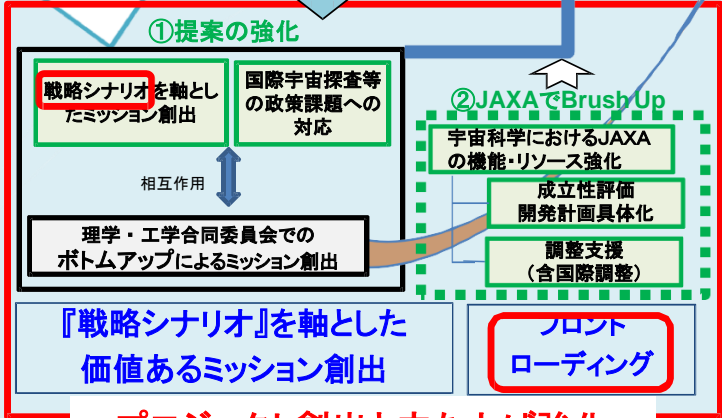 ①提案の強化
戦略シナリオを軸とし
たミッション創出
国際宇宙探査等
の政策課題への
対応
相互作用
理学・工学合同委員会での
ボトムアップによるミッション創出
②JAXAでBrush Up
宇宙科学におけるJAXA
の機能・リソース強化
成立性評価
開発計画具体化
調整支援
（含国際調整）
『戦略シナリオ』を軸とした
価値あるミッション創出
フロント
ローディング